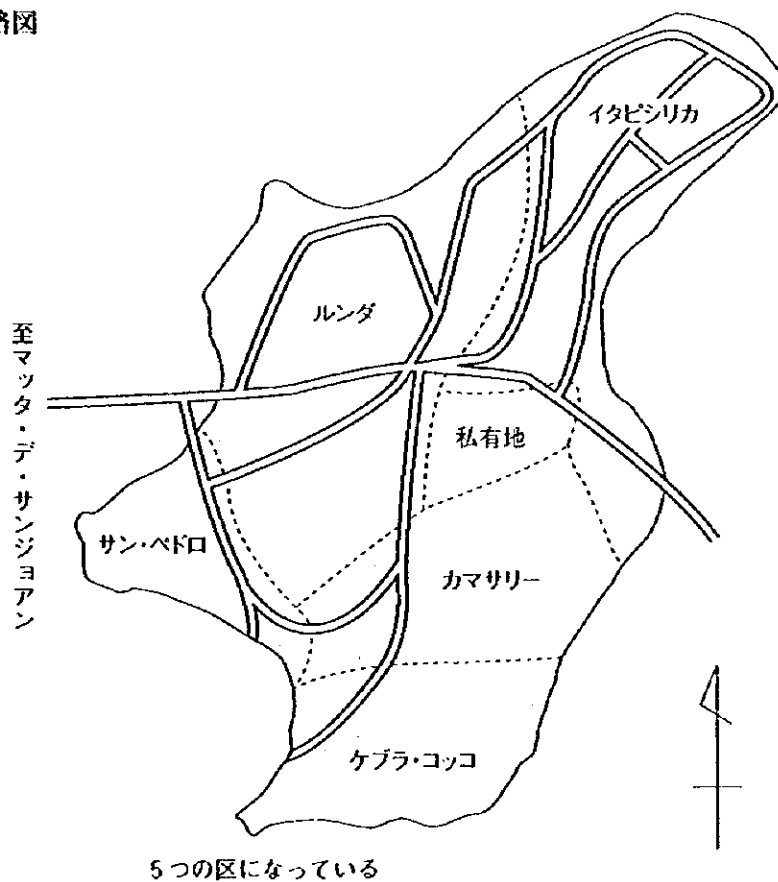 図
イタピシリカ
ルンダ
至マッタ・デ・サンジョアン
私有地
サン・ペドロ
カマサリー
ケブラ・コッコ
5つの区になっている